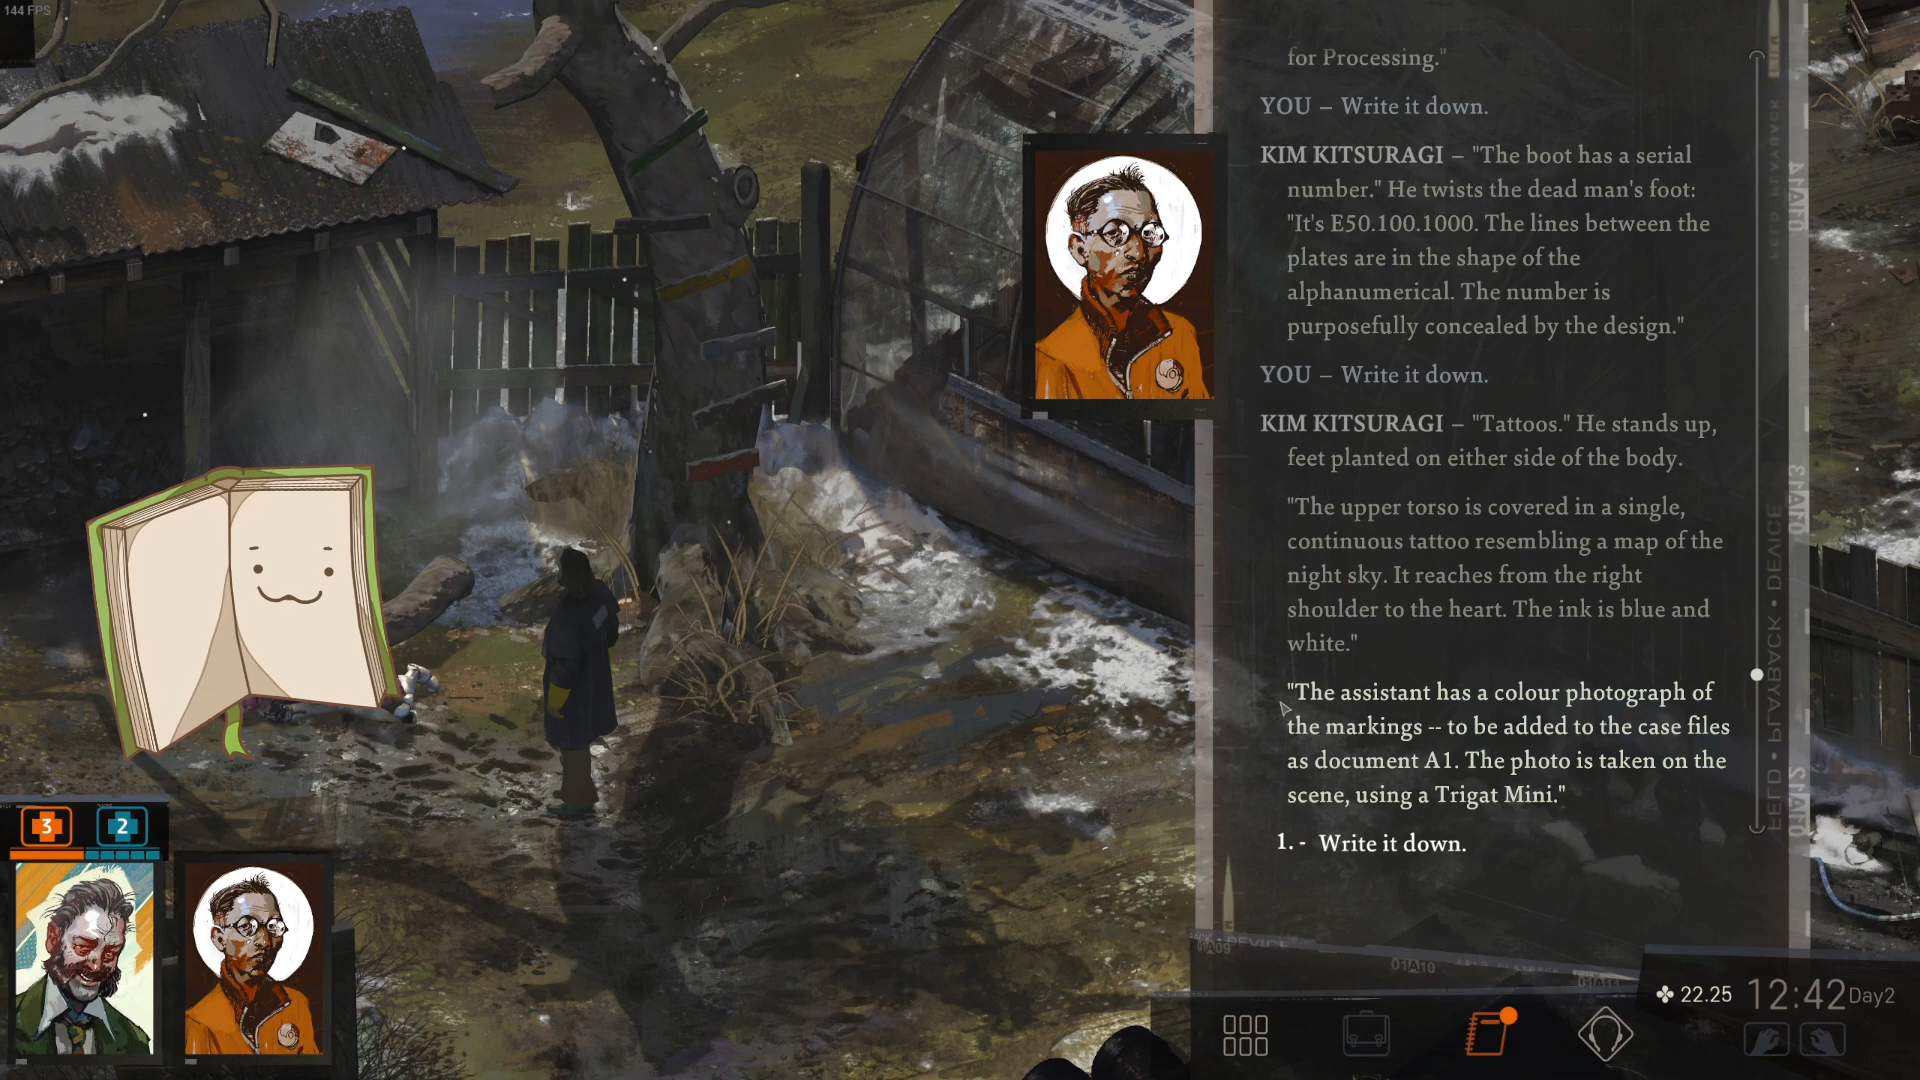 144 FPS
for Processing."
YOU – Write it down.
KIM KITSURAGI – "The boot has a serial
number." He twists the dead man's foot:
"It's E50.100.1000. The lines between the
plates are in the shape of the
alphanumerical. The number is
purposefully concealed by the design."
YOU – Write it down.
KIM KITSURAGI – "Tattoos." He stands up,
feet planted on either side of the body.
"The upper torso is covered in a single,
continuous tattoo resembling a map of the
night sky. It reaches from the right
shoulder to the heart. The ink is blue and
white."
"The assistant has a colour photograph of
the markings -- to be added to the case files
as document A1. The photo is taken on the
scene, using a Trigat Mini."
1. - Write it down.
FELD • PLAYBACK • DEVICE
01A14
01A13
01A12
3
2
01A09
01A10
22.25
12:42 Day2